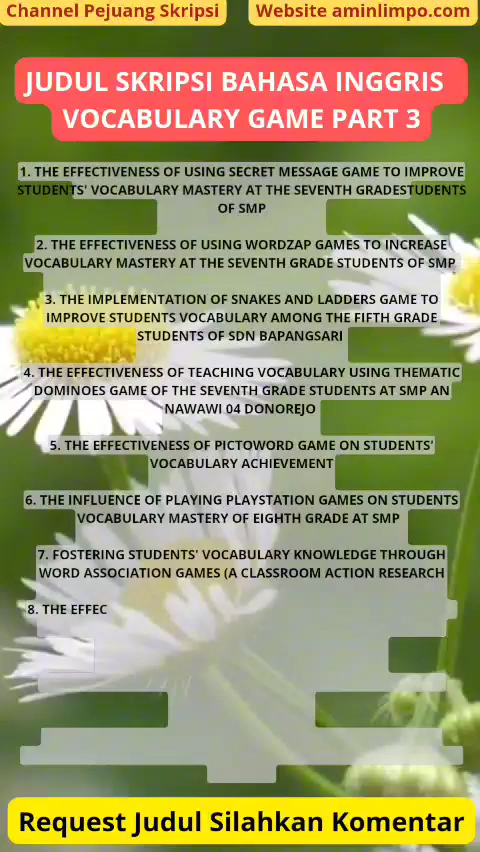 Channel Pejuang Skripsi
Website aminlimpo.com
JUDUL SKRIPSI BAHASA INGGRIS
VOCABULARY GAME PART 3
1. THE EFFECTIVENESS OF USING SECRET MESSAGE GAME TO IMPROVE
STUDENTS' VOCABULARY MASTERY AT THE SEVENTH GRADESTUDENTS
OF SMP
2. THE EFFECTIVENESS OF USING WORDZAP GAMES TO INCREASE
VOCABULARY MASTERY AT THE SEVENTH GRADE STUDENTS OF SMP
3. THE IMPLEMENTATION OF SNAKES AND LADDERS GAME TO
IMPROVE STUDENTS VOCABULARY AMONG THE FIFTH GRADE
STUDENTS OF SDN BAPANGSARI
4. THE EFFECTIVENESS OF TEACHING VOCABULARY USING THEMATIC
DOMINOES GAME OF THE SEVENTH GRADE STUDENTS AT SMP AN
NAWAWI 04 DONOREJO
5. THE EFFECTIVENESS OF PICTOWORD GAME ON STUDENTS'
VOCABULARY ACHIEVEMENT
6. THE INFLUENCE OF PLAYING PLAYSTATION GAMES ON STUDENTS
VOCABULARY MASTERY OF EIGHTH GRADE AT SMP
7. FOSTERING STUDENTS' VOCABULARY KNOWLEDGE THROUGH
WORD ASSOCIATION GAMES (A CLASSROOM ACTION RESEARCH
8. THE EFFEC
Request Judul Silahkan Komentar